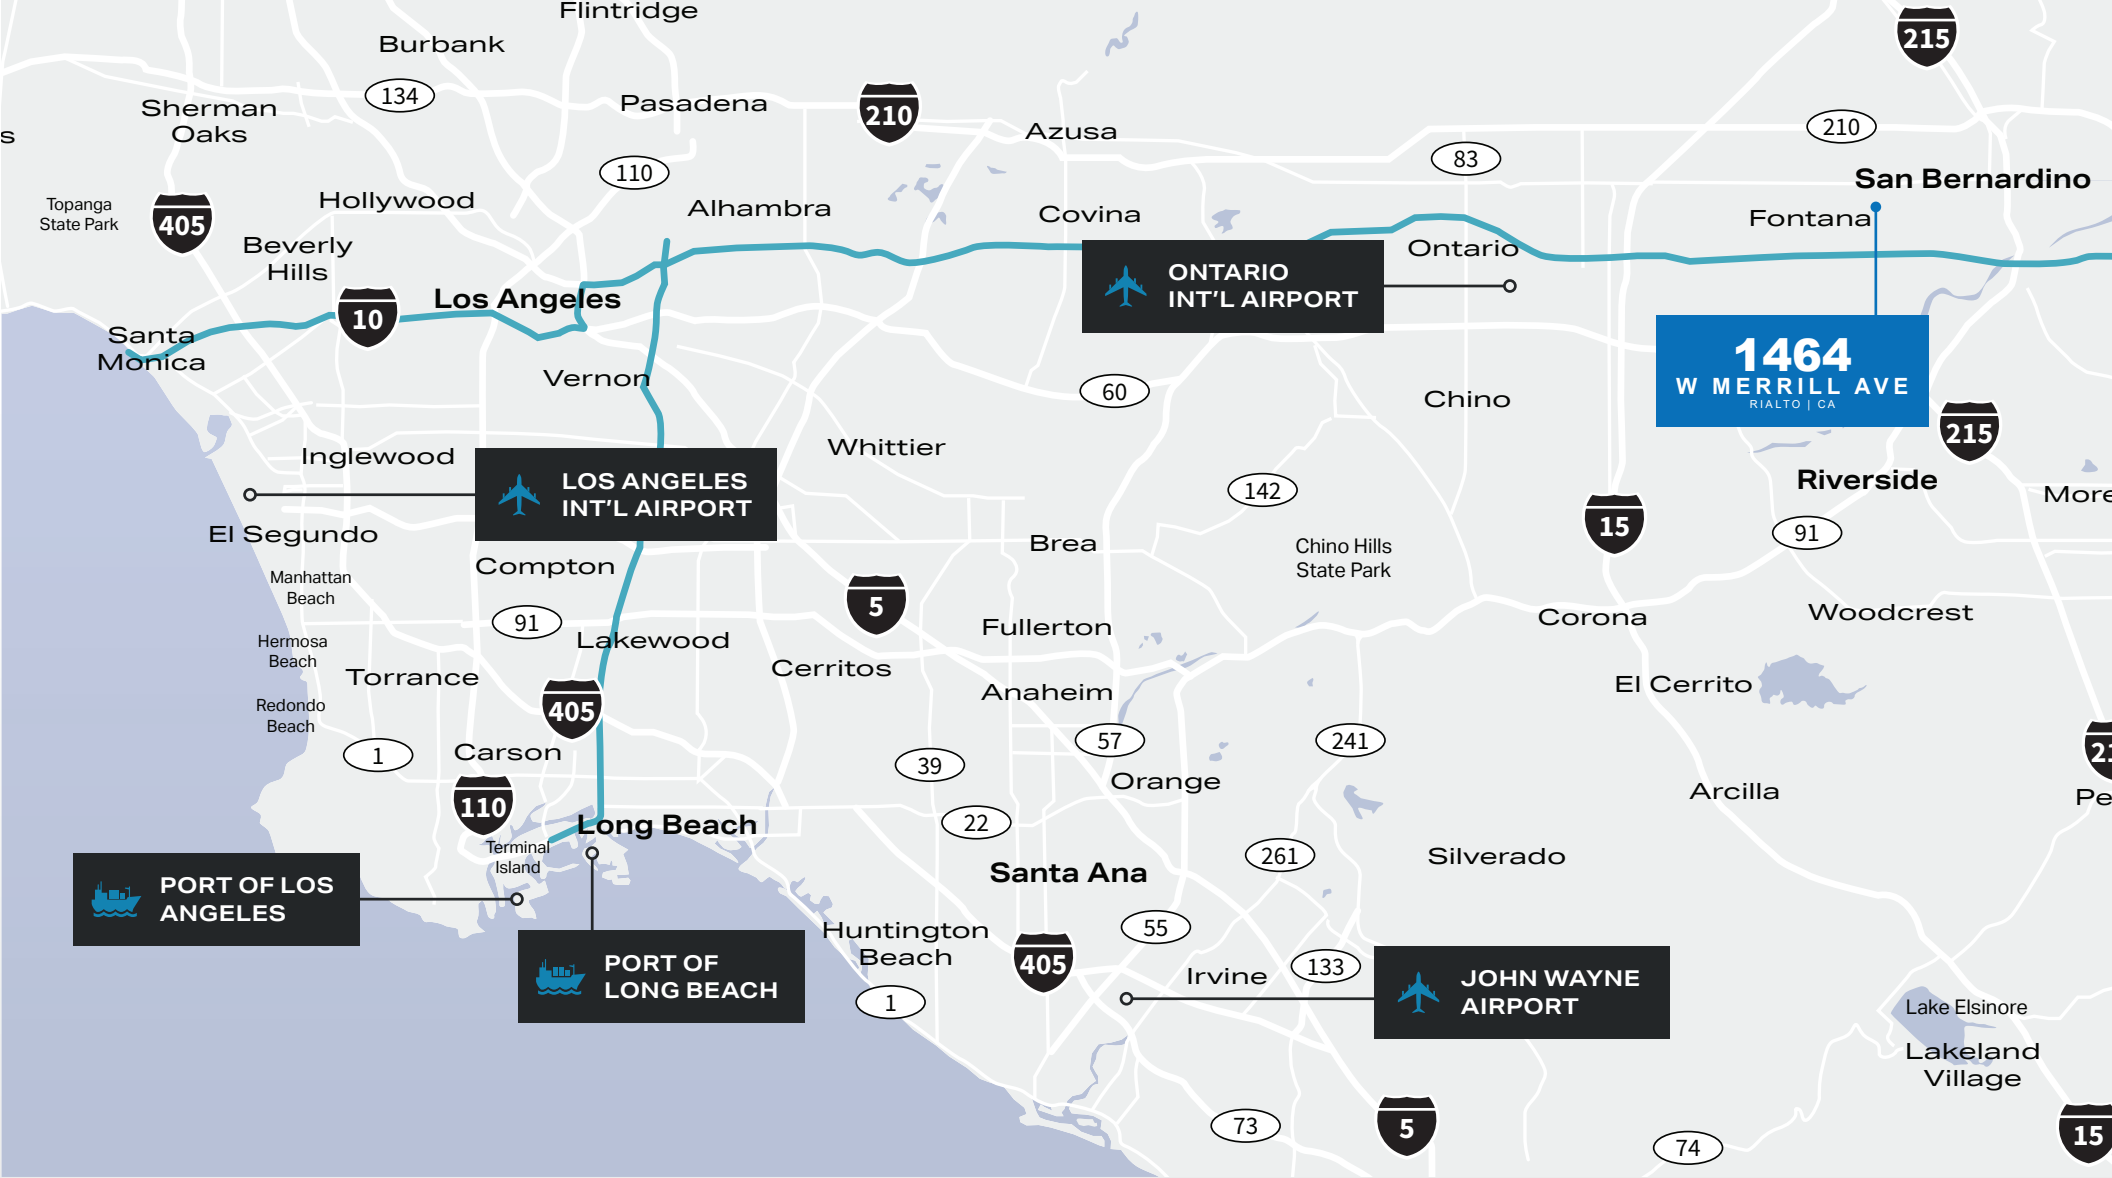 Flintridge
Burbank
215
134
Sherman
Oaks
Pasadena
210
Azusa
210
83
s
110
San Bernardino
Topanga
State Park
405
Hollywood
Alhambra
Covina
Fontana
Beverly
Hills
Ontario
ONTARIO
INT'L AIRPORT
Los Angeles
10
Santa
Monica
1464
W MERRILL AVE
RIALTO | CA
Vernon
60
Chino
215
Whittier
Inglewood
LOS ANGELES
INT'L AIRPORT
142
Riverside
More
15
91
El Segundo
Brea
Chino Hills
State Park
Compton
Manhattan
Beach
5
91
Lakewood
Fullerton
Corona
Woodcrest
Hermosa
Beach
Cerritos
Torrance
Anaheim
El Cerrito
Redondo
Beach
405
57
241
21
1
Carson
39
Orange
Arcilla
Pe
110
22
Long Beach
Terminal
Island
261
Silverado
Santa Ana
PORT OF LOS
ANGELES
Huntington
Beach
55
405
PORT OF
LONG BEACH
133
Irvine
JOHN WAYNE
AIRPORT
1
Lake Elsinore
Lakeland
Village
73
5
74
15